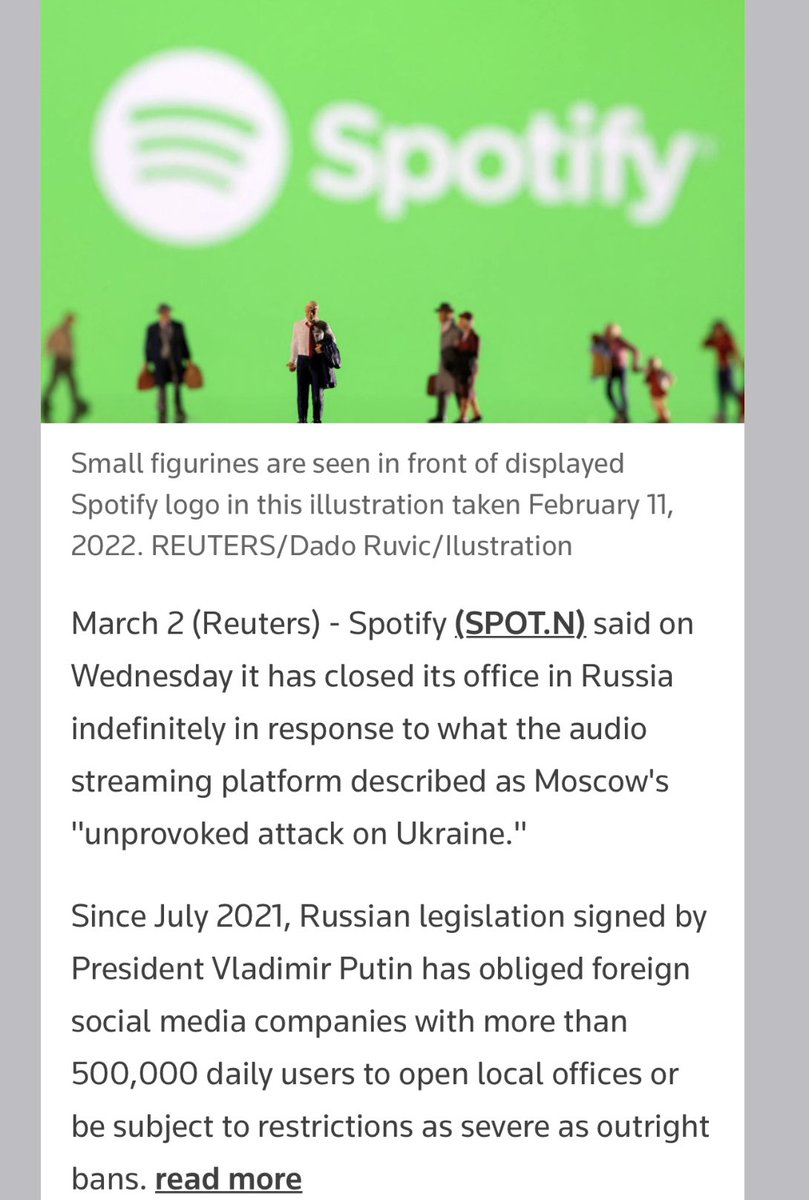 Spotify
Small figurines are seen in front of displayed
Spotify logo in this illustration taken February 11,
2022. REUTERS/Dado Ruvic/Ilustration
March 2 (Reuters) - Spotify (SPOT.N) said on
Wednesday it has closed its office in Russia
indefinitely in response to what the audio
streaming platform described as Moscow's
"unprovoked attack on Ukraine."
Since July 2021, Russian legislation signed by
President Vladimir Putin has obliged foreign
social media companies with more than
500,000 daily users to open local offices or
be subject to restrictions as severe as outright
bans. read more